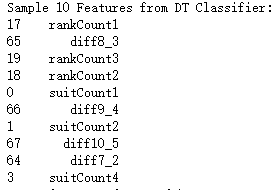 Sample 10 Features from DT Classifier:
17    rankCount1
65       diff8_3
19    rankCount3
18    rankCount2
0     suitCount1
66       diff9_4
1     suitCount2
67      diff10_5
64       diff7_2
3     suitCount4